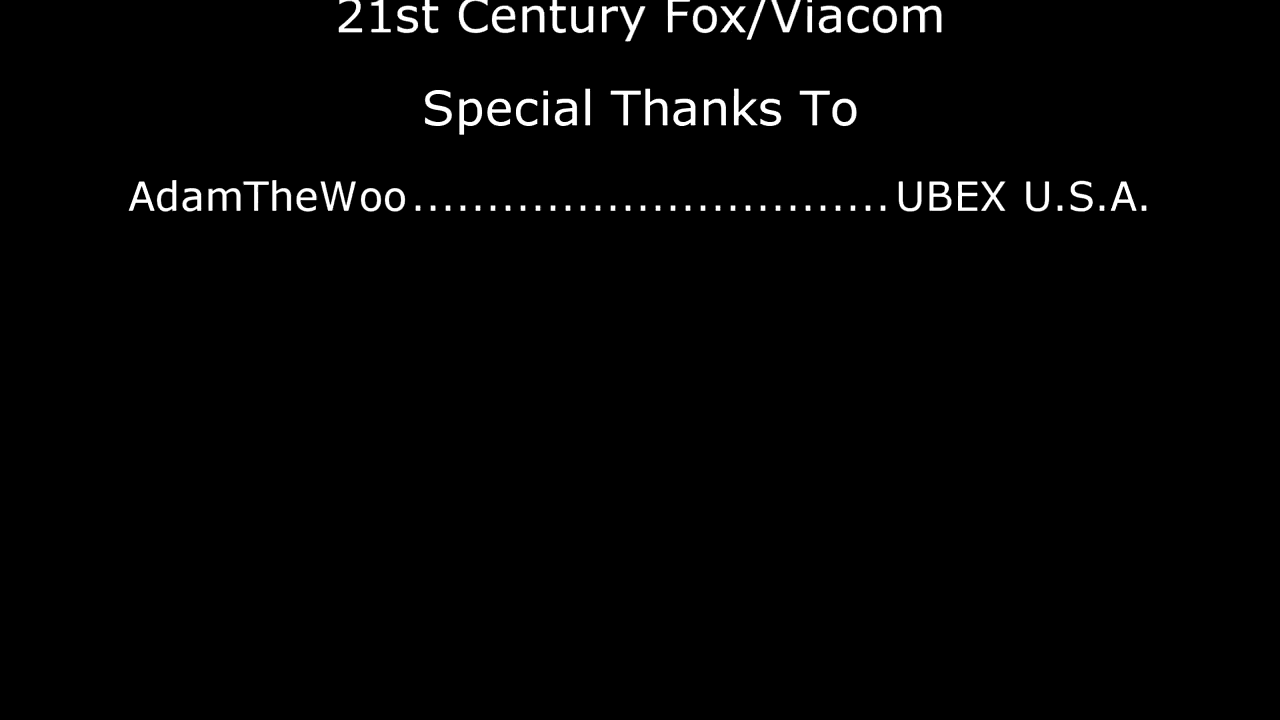 21st Century Fox/Viacom
Special Thanks To
AdamTheWoo................................UBEX U.S.A.